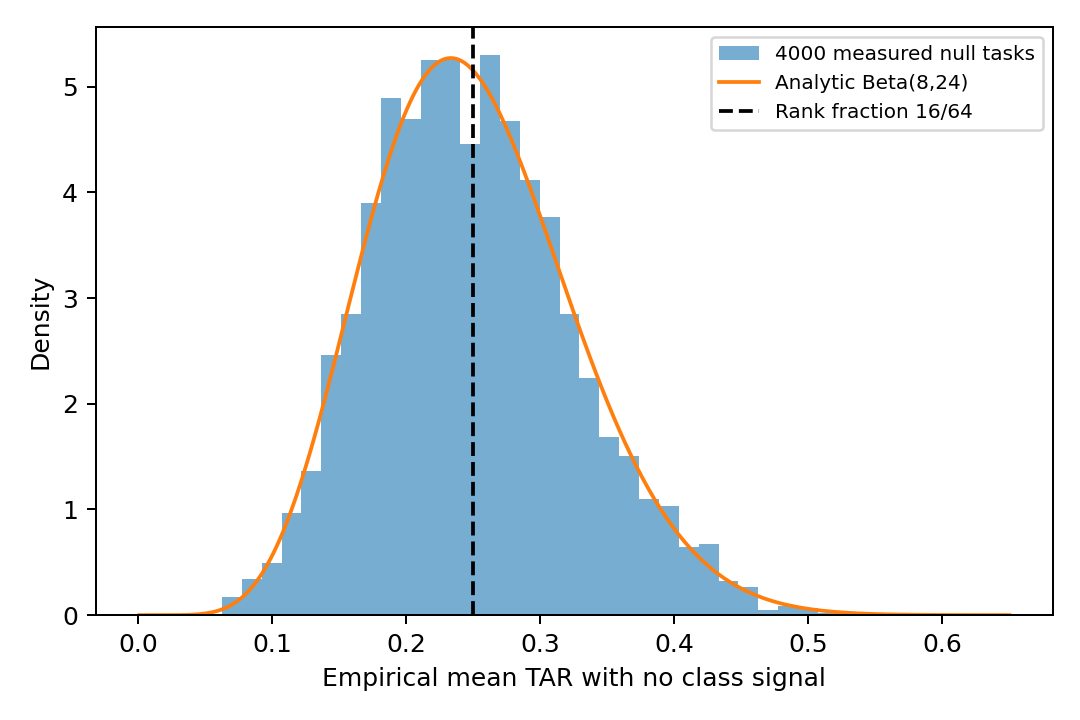 4000 measured null tasks
Analytic Beta(8,24)
Rank fraction 16/64
Density
5
4
3
2
1
0
0.0 0.1 0.2 0.3 0.4 0.5 0.6
Empirical mean TAR with no class signal